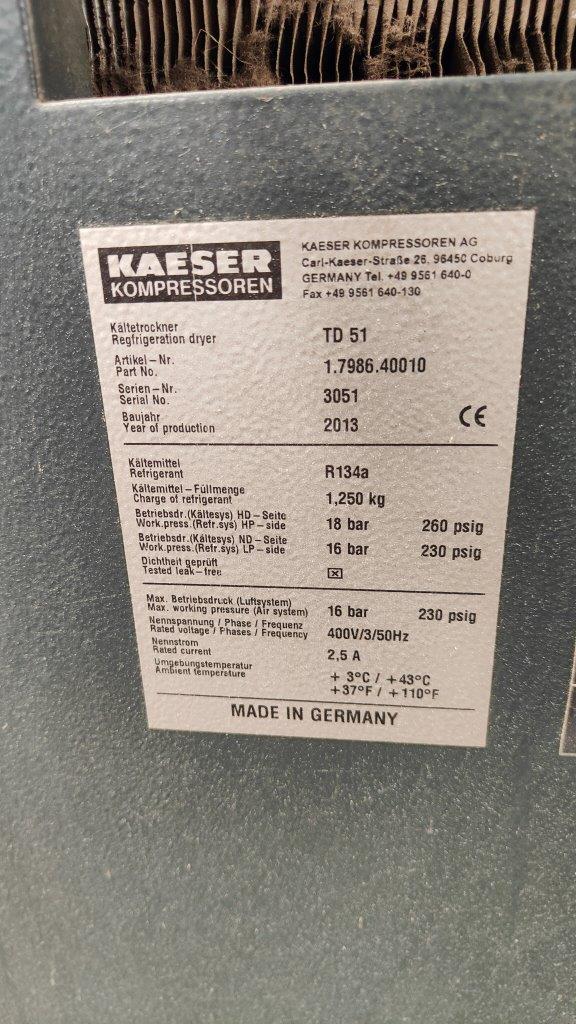 KAESER
KOMPRESSOREN
KAESER KOMPRESSOREN AG
Carl-Kaeser-Straße 26, 96450 Coburg
GERMANY Tel. +49 9561 640-0
Fax +49 9561 640-130
Kältetrockner
Regfrigeration dryer TD 51
Artikel – Nr.
Part No. 1.7986.40010
Serien – Nr.
Serial No. 3051
Baujahr
Year of production 2013
CE
Kältemittel
Refrigerant R134a
Kältemittel – Füllmenge
Charge of refrigerant 1,250 kg
Betriebsdr.(Kältesys) HD – Seite
Work.press.(Refr.sys) HP – side 18 bar 260 psig
Betriebsdr.(Kältesys) ND – Seite
Work.press.(Refr.sys) LP – side 16 bar 230 psig
Dichtheit geprüft
Tested leak – free ☒
Max. Betriebsdruck (Luftsystem)
Max. working pressure (Air system) 16 bar 230 psig
Nennspannung / Phase / Frequenz
Rated voltage / Phases / Frequency 400V/3/50Hz
Nennstrom
Rated current 2,5 A
Umgebungstemperatur
Ambient temperature + 3°C / +43°C
+37°F / +110°F
MADE IN GERMANY